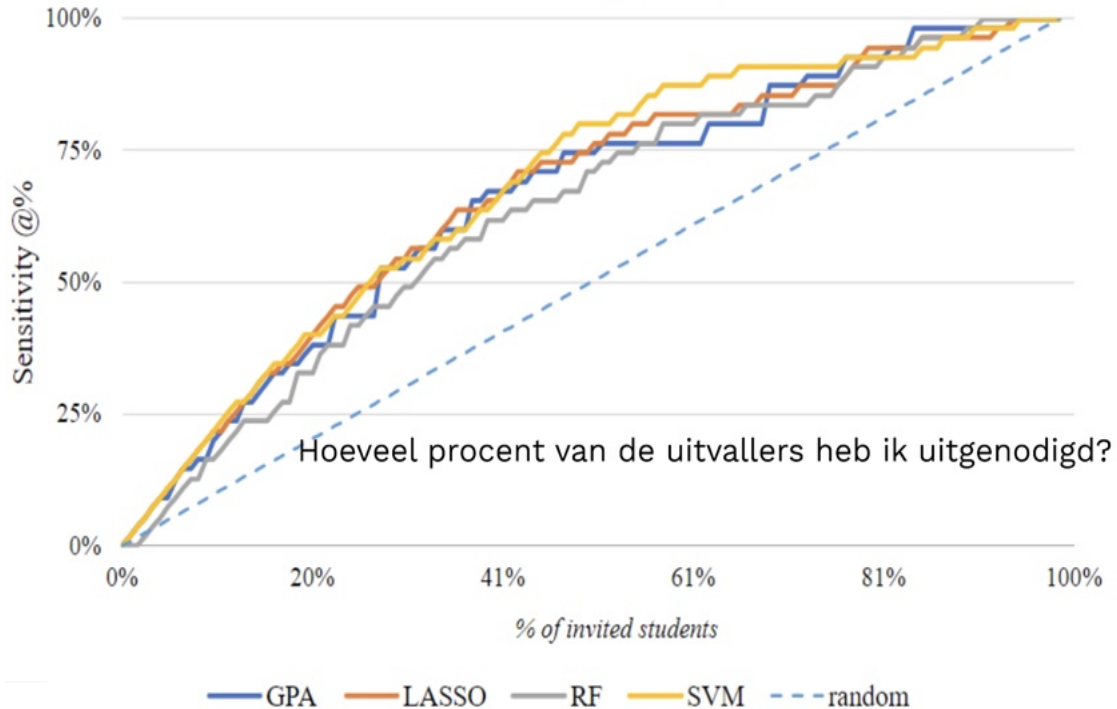 100%
75%
50%
25%
0%
Sensitivity @%
Hoeveel procent van de uitvallers heb ik uitgenodigd?
0% 20% 41% 61% 81% 100%
% of invited students
GPA LASSO RF SVM random